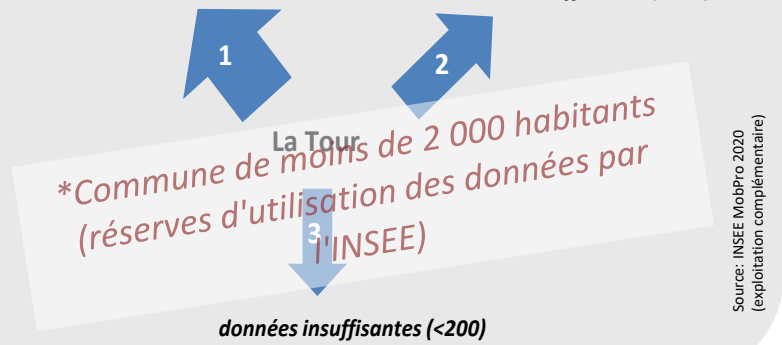 1
2
La Tour
*Commune de moins de 2 000 habitants
(réserves d'utilisation des données par
l'INSEE)
3
données insuffisantes (<200)
Source: INSEE MobPro 2020
(exploitation complémentaire)